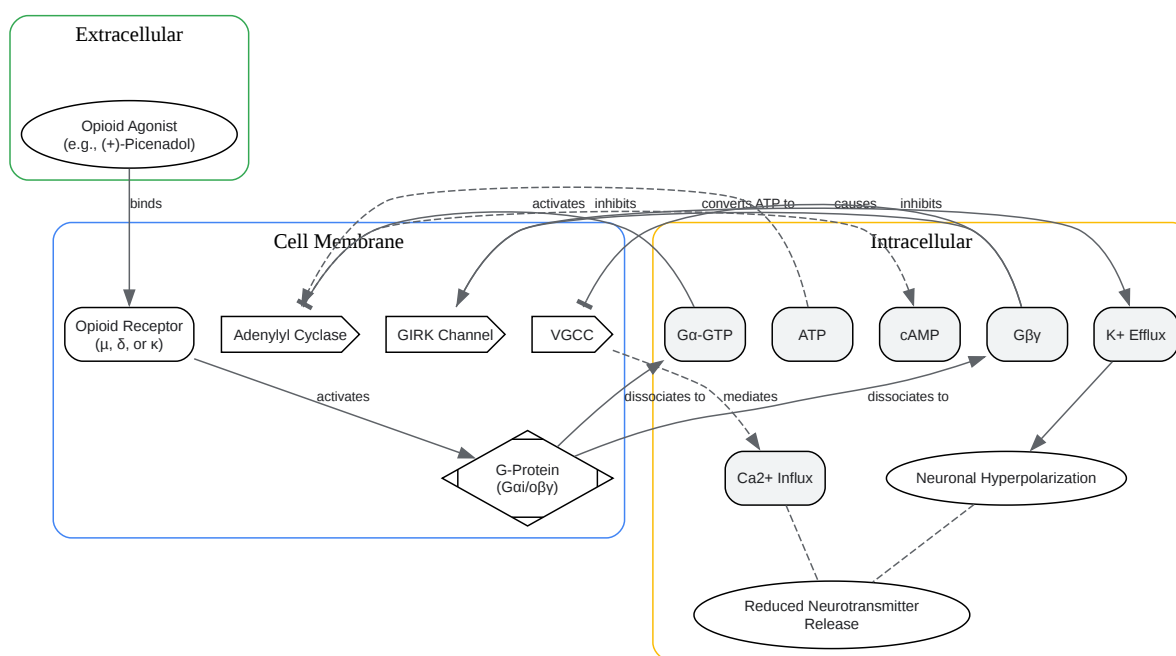 Extracellular
Opioid Agonist
(e.g., (+)-Picenadol)
binds
activates
inhibits
converts ATP to
causes
inhibits
Cell Membrane
Intracellular
Opioid Receptor
(μ, δ, or κ)
Adenylyl Cyclase
GIRK Channel
VGCC
Gα-GTP
ATP
cAMP
Gβγ
K+ Efflux
activates
dissociates to
mediates
dissociates to
G-Protein
(Gαi/oβγ)
Ca2+ Influx
Neuronal Hyperpolarization
Reduced Neurotransmitter
Release